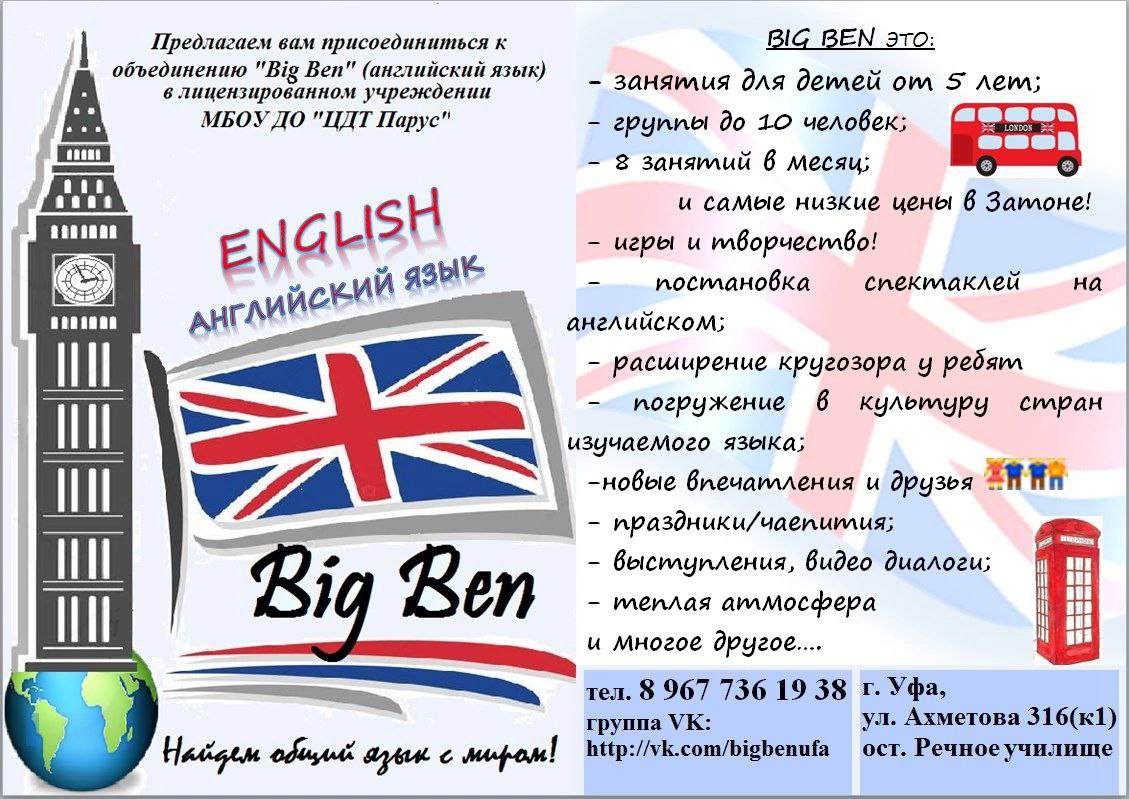 Предлагаем вам присоединиться к
объединению "Big Ben" (английский язык)
в лицензированном учреждении
МБОУ ДО "ЦДТ Парус"
ENGLISH
АНГЛИЙСКИЙ ЯЗЫК
Big Ben
Найдем общий язык с миром!
BIG BEN ЭТО:
- занятия для детей от 5 лет;
- группы до 10 человек;
LONDON
- 8 занятий в месяц;
и самые низкие цены в Затоне!
- игры и творчество!
- постановка спектаклей на
английском;
- расширение кругозора у ребят
- погружение в культуру стран
изучаемого языка;
-новые впечатления и друзья
- праздники/чаепития;
- выступления, видео диалоги;
- теплая атмосфера
и многое другое....
тел. 8 967 736 19 38
группа VK:
http://vk.com/bigbenufa
г. Уфа,
ул. Ахметова 316(к1)
ост. Речное училище